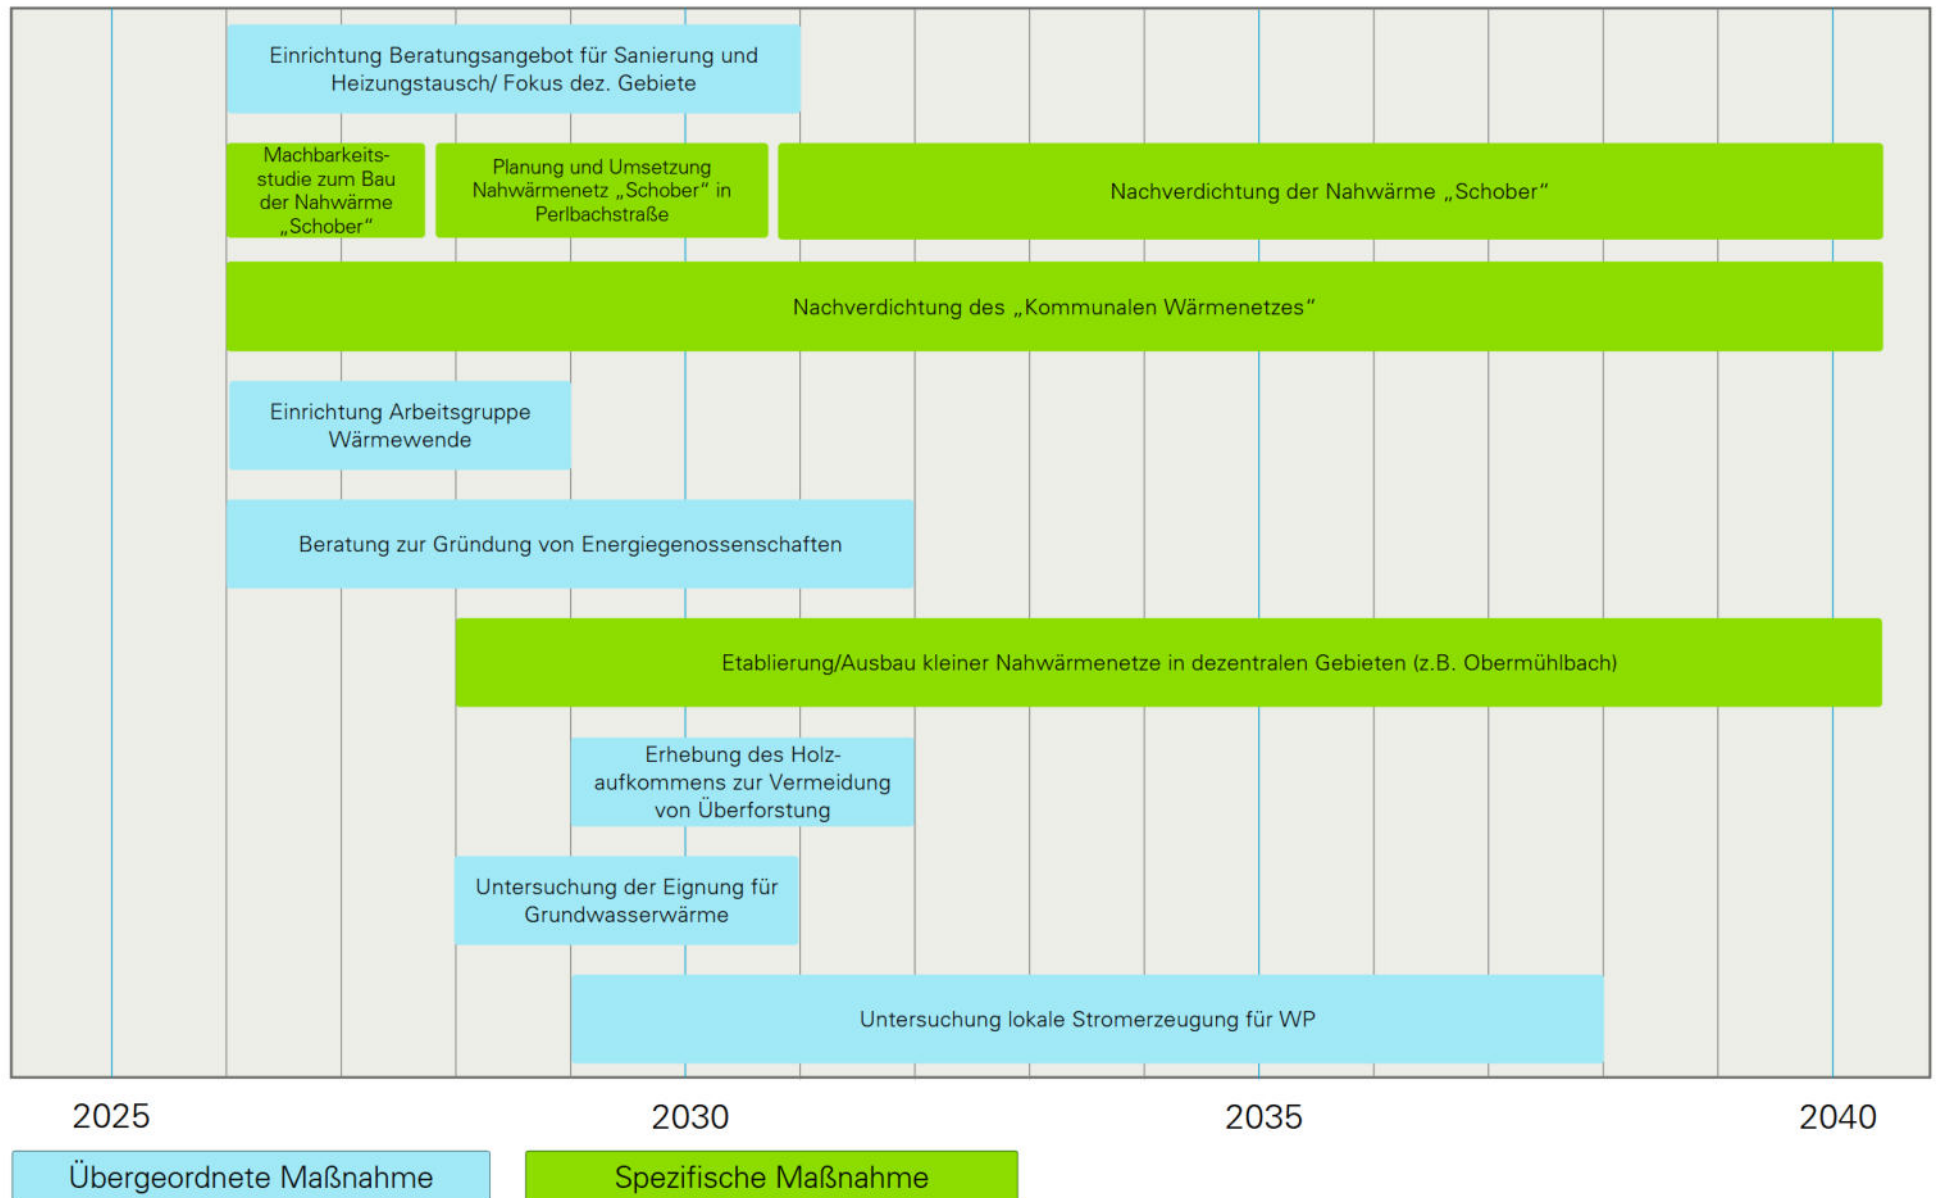 Einrichtung Beratungsangebot für Sanierung und
Heizungstausch/ Fokus dez. Gebiete
Machbarkeits-
studie zum Bau
der Nahwärme
„Schober“
Planung und Umsetzung
Nahwärmenetz „Schober“ in
Perlbachstraße
Nachverdichtung der Nahwärme „Schober“
Nachverdichtung des „Kommunalen Wärmenetzes“
Einrichtung Arbeitsgruppe
Wärmewende
Beratung zur Gründung von Energiegenossenschaften
Etablierung/Ausbau kleiner Nahwärmenetze in dezentralen Gebieten (z.B. Obermühlbach)
Erhebung des Holz-
aufkommens zur Vermeidung
von Überforstung
Untersuchung der Eignung für
Grundwasserwärme
Untersuchung lokale Stromerzeugung für WP
2025
2030
2035
2040
Übergeordnete Maßnahme
Spezifische Maßnahme